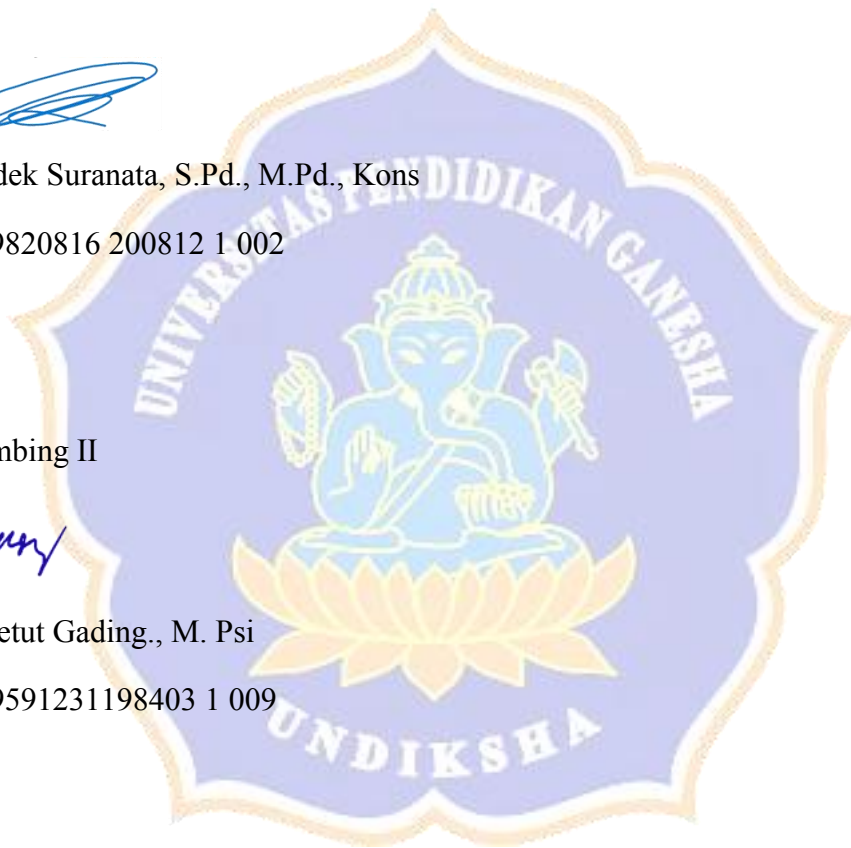 dek Suranata, S.Pd., M.Pd., Kons
9820816 200812 1 002
mbing II
etut Gading., M. Psi
9591231198403 1 009
UNIVERSITAS PENDIDIKAN GANESHA
UNDIKSHA